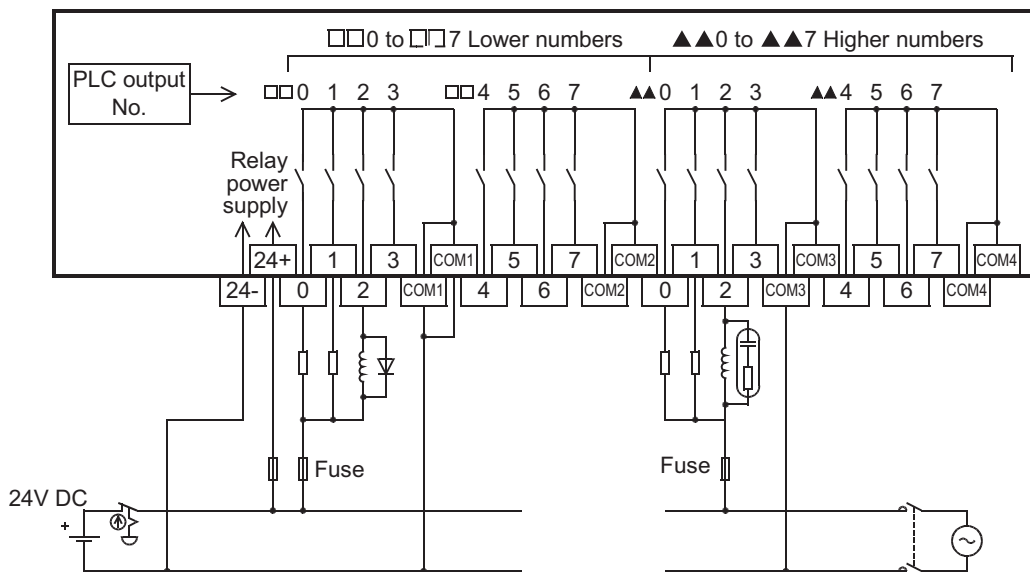 □□0 to □□7 Lower numbers ▲▲0 to ▲▲7 Higher numbers
PLC output
No.
□□0 1 2 3 □□4 5 6 7 ▲▲0 1 2 3 ▲▲4 5 6 7
Relay
power
supply
24+ 1 3 COM1 5 7 COM2 1 3 COM3 5 7 COM4
24- 0 2 COM1 4 6 COM2 0 2 COM3 4 6 COM4
Fuse Fuse
24V DC
+